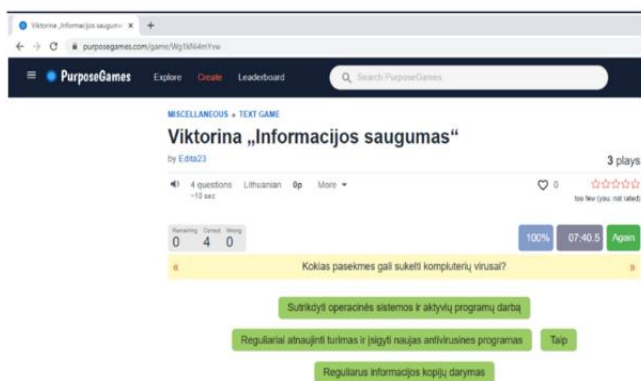 Viktorina „Informacijos saugum
purposegames.com/game/
PurposeGames Explore Create Leaderboard Search PurposeGames
MISCELLANEOUS » TEXT GAME
Viktorina „Informacijos saugumas“
by Edita23
3 plays
4 questions Lithuanian 0p More 0
~10 sec
too few (you: not rated)
Remaining Correct Wrong
0 4 0
100% 07:40.5 Again
« Kokias pasekmes gali sukelti kompiuterių virusai? »
Sutrikdyti operacinės sistemos ir aktyvių programų darbą
Reguliariai atnaujinti turimas ir įsigyti naujas antivirusines programas Taip
Reguliarus informacijos kopijų darymas